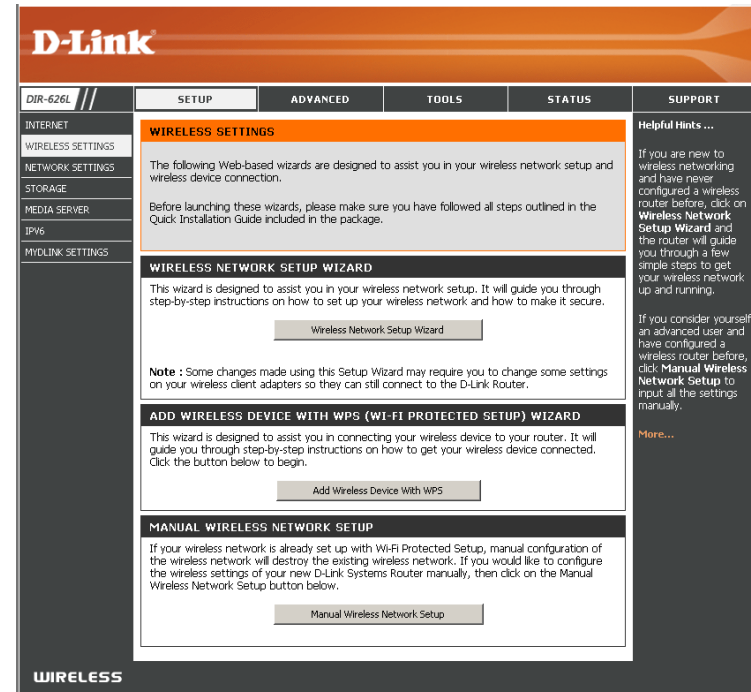 D-Link
DIR-626L
SETUP
ADVANCED
TOOLS
STATUS
SUPPORT
INTERNET
WIRELESS SETTINGS
NETWORK SETTINGS
STORAGE
MEDIA SERVER
IPV6
MYDLINK SETTINGS
WIRELESS SETTINGS
The following Web-based wizards are designed to assist you in your wireless network setup and
wireless device connection.
Before launching these wizards, please make sure you have followed all steps outlined in the
Quick Installation Guide included in the package.
WIRELESS NETWORK SETUP WIZARD
This wizard is designed to assist you in your wireless network setup. It will guide you through
step-by-step instructions on how to set up your wireless network and how to make it secure.
Wireless Network Setup Wizard
Note : Some changes made using this Setup Wizard may require you to change some settings
on your wireless client adapters so they can still connect to the D-Link Router.
ADD WIRELESS DEVICE WITH WPS (WI-FI PROTECTED SETUP) WIZARD
This wizard is designed to assist you in connecting your wireless device to your router. It will
guide you through step-by-step instructions on how to get your wireless device connected.
Click the button below to begin.
Add Wireless Device With WPS
MANUAL WIRELESS NETWORK SETUP
If your wireless network is already set up with Wi-Fi Protected Setup, manual confguration of
the wireless network will destroy the existing wireless network. If you would like to configure
the wireless settings of your new D-Link Systems Router manually, then click on the Manual
Wireless Network Setup button below.
Manual Wireless Network Setup
Helpful Hints ...
If you are new to
wireless networking
and have never
configured a wireless
router before, click on
Wireless Network
Setup Wizard and
the router will guide
you through a few
simple steps to get
your wireless network
up and running.
If you consider yourself
an advanced user and
have configured a
wireless router before,
click Manual Wireless
Network Setup to
input all the settings
manually.
More...
WIRELESS